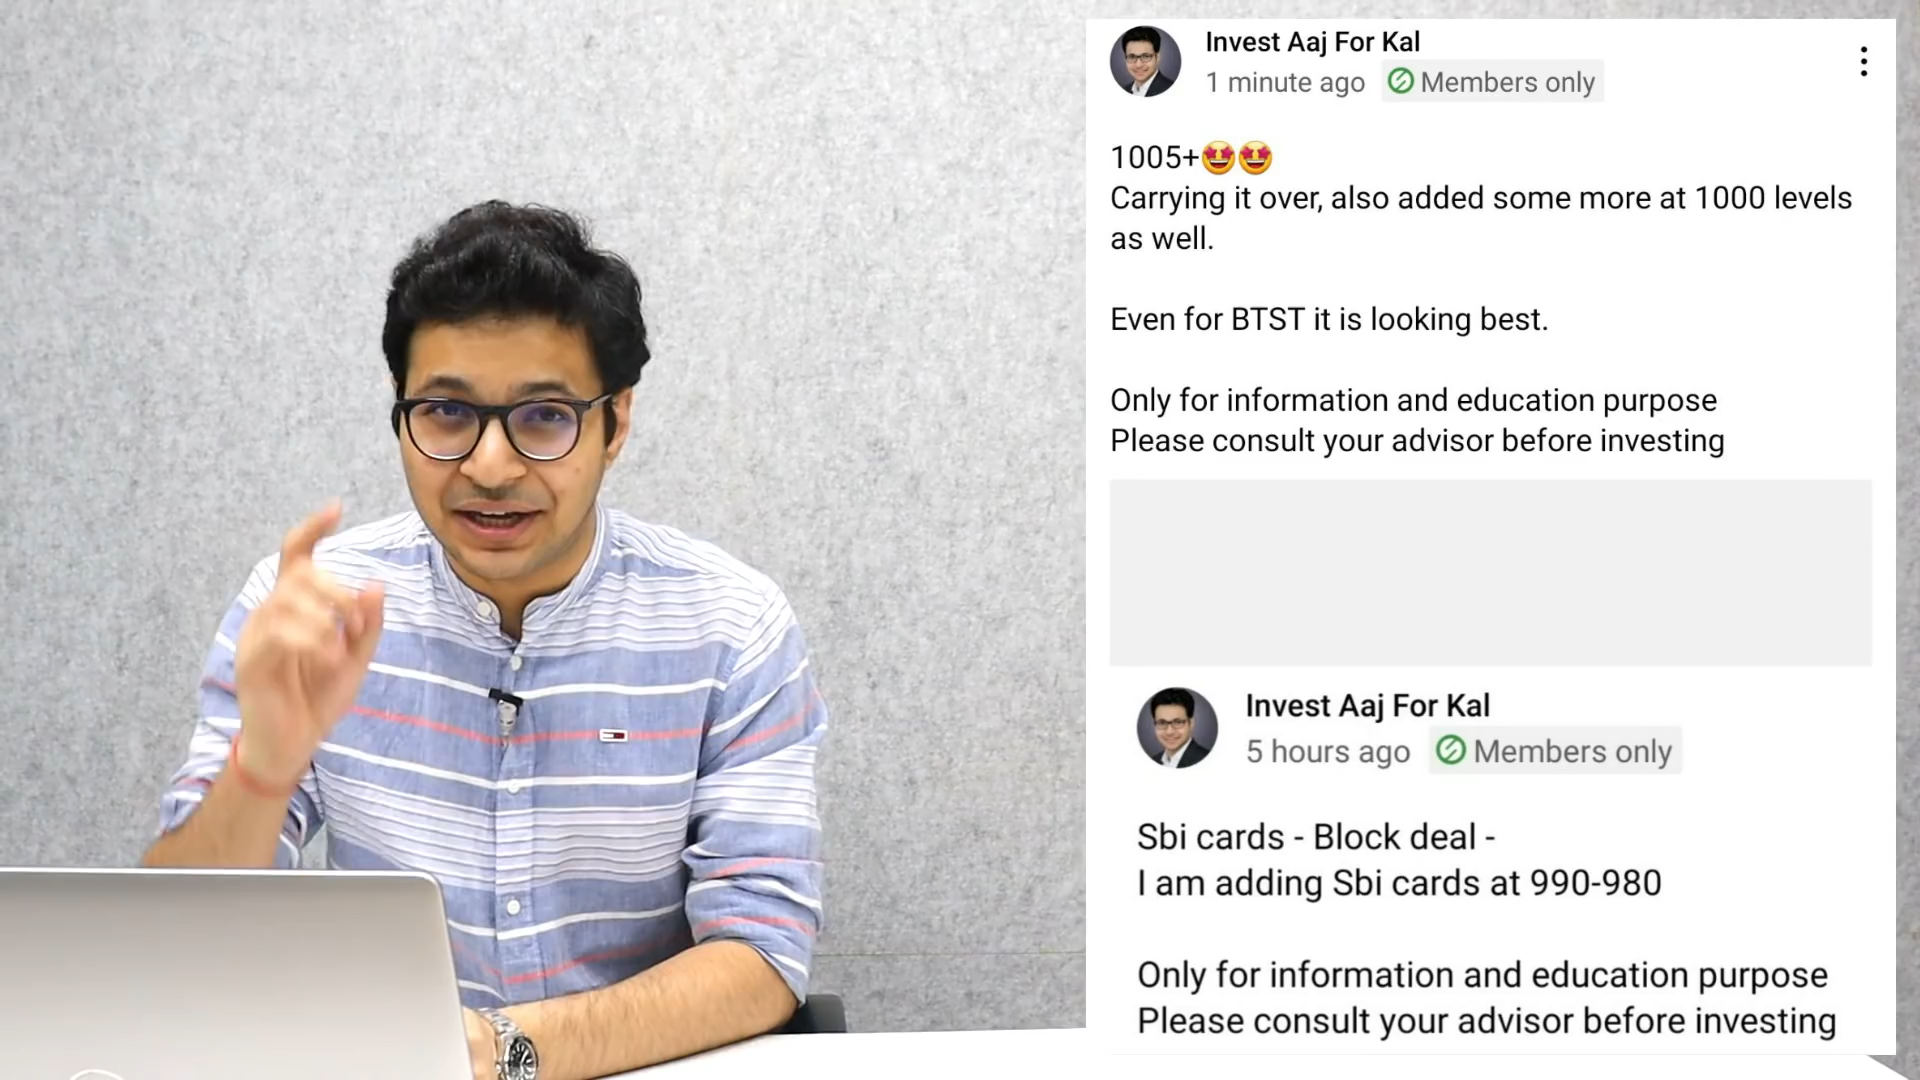 Invest Aaj For Kal
1 minute ago Members only
1005+🤩🤩
Carrying it over, also added some more at 1000 levels
as well.
Even for BTST it is looking best.
Only for information and education purpose
Please consult your advisor before investing
Invest Aaj For Kal
5 hours ago Members only
Sbi cards - Block deal -
I am adding Sbi cards at 990-980
Only for information and education purpose
Please consult your advisor before investing